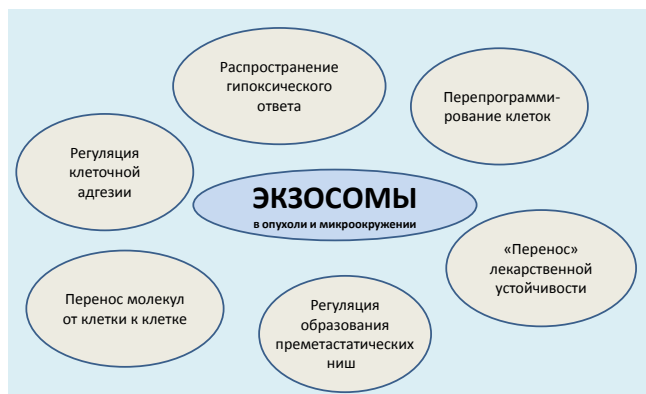 Распространение
гипоксического
ответа
Перепрограмми-
рование клеток
Регуляция
клеточной
адгезии
ЭКЗОСОМЫ
в опухоли и микроокружении
«Перенос»
лекарственной
устойчивости
Перенос молекул
от клетки к клетке
Регуляция
образования
преметастатических
ниш